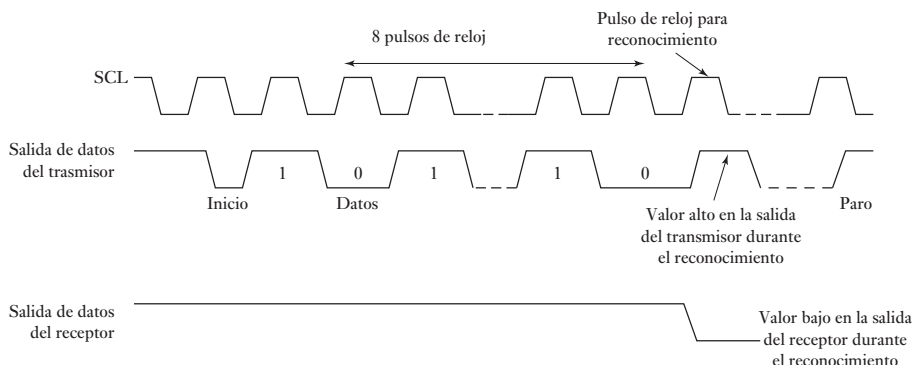 8 pulsos de reloj
Pulso de reloj para
reconocimiento
SCL
Salida de datos
del trasmisor
1
0
1
1
0
Inicio
Datos
Paro
Valor alto en la salida
del transmisor durante
el reconocimiento
Salida de datos
del receptor
Valor bajo en la salida
del receptor durante
el reconocimiento